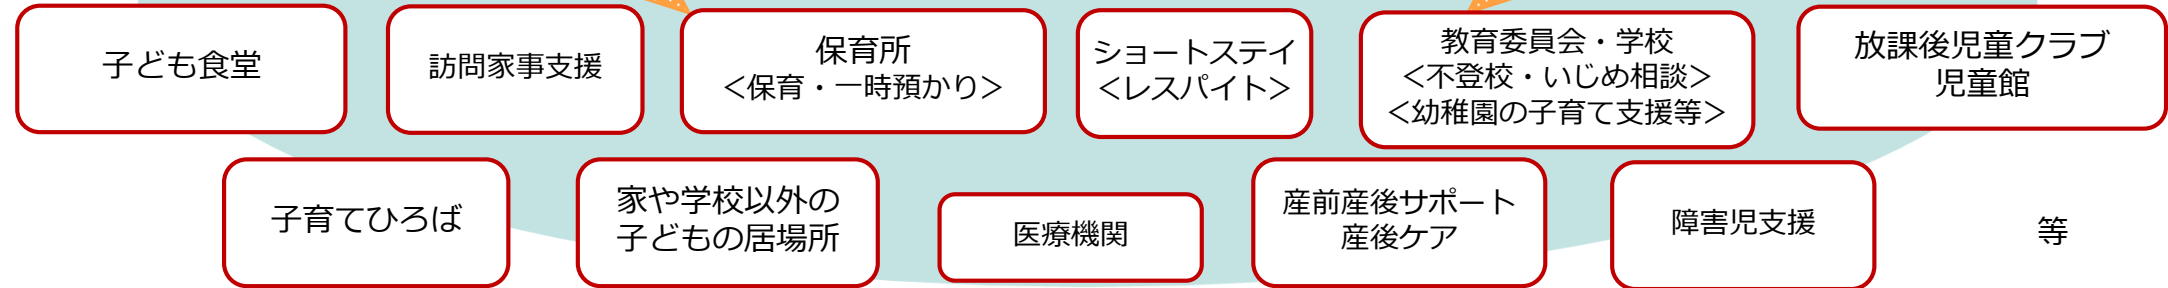 子ども食堂
訪問家事支援
保育所
<保育・一時預かり>
ショートステイ
<レスパイト>
教育委員会・学校
<不登校・いじめ相談>
<幼稚園の子育て支援等>
放課後児童クラブ
児童館
子育てひろば
家や学校以外の
子どもの居場所
医療機関
産前産後サポート
産後ケア
障害児支援
等